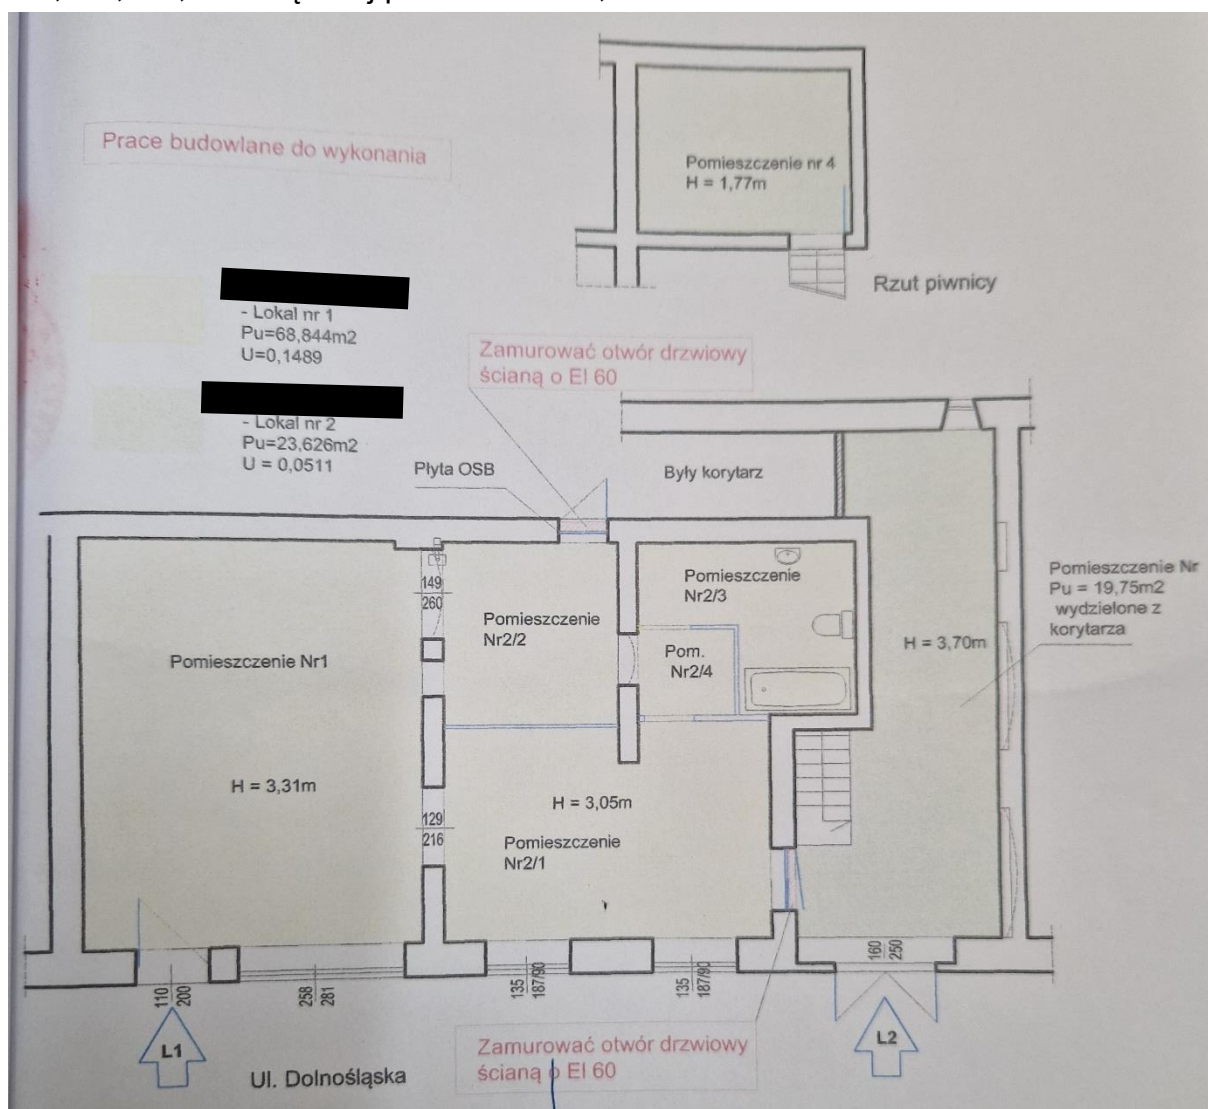 Prace budowlane do wykonania
Pomieszczenie nr 4
H = 1,77m
Rzut piwnicy
- Lokal nr 1
Pu=68,844m2
U=0,1489
- Lokal nr 2
Pu=23,626m2
U = 0,0511
Zamurować otwór drzwiowy
ścianą o EI 60
Płyta OSB
Były korytarz
149
260
Pomieszczenie
Nr2/2
Pomieszczenie
Nr2/3
Pom.
Nr2/4
Pomieszczenie Nr1
H = 3,70m
Pomieszczenie Nr
Pu = 19,75m2
wydzielone z
korytarza
H = 3,31m
H = 3,05m
129
216
Pomieszczenie
Nr2/1
110
200
258
281
135
187/90
135
187/90
160
250
L1
L2
Ul. Dolnośląska
Zamurować otwór drzwiowy
ścianą o EI 60